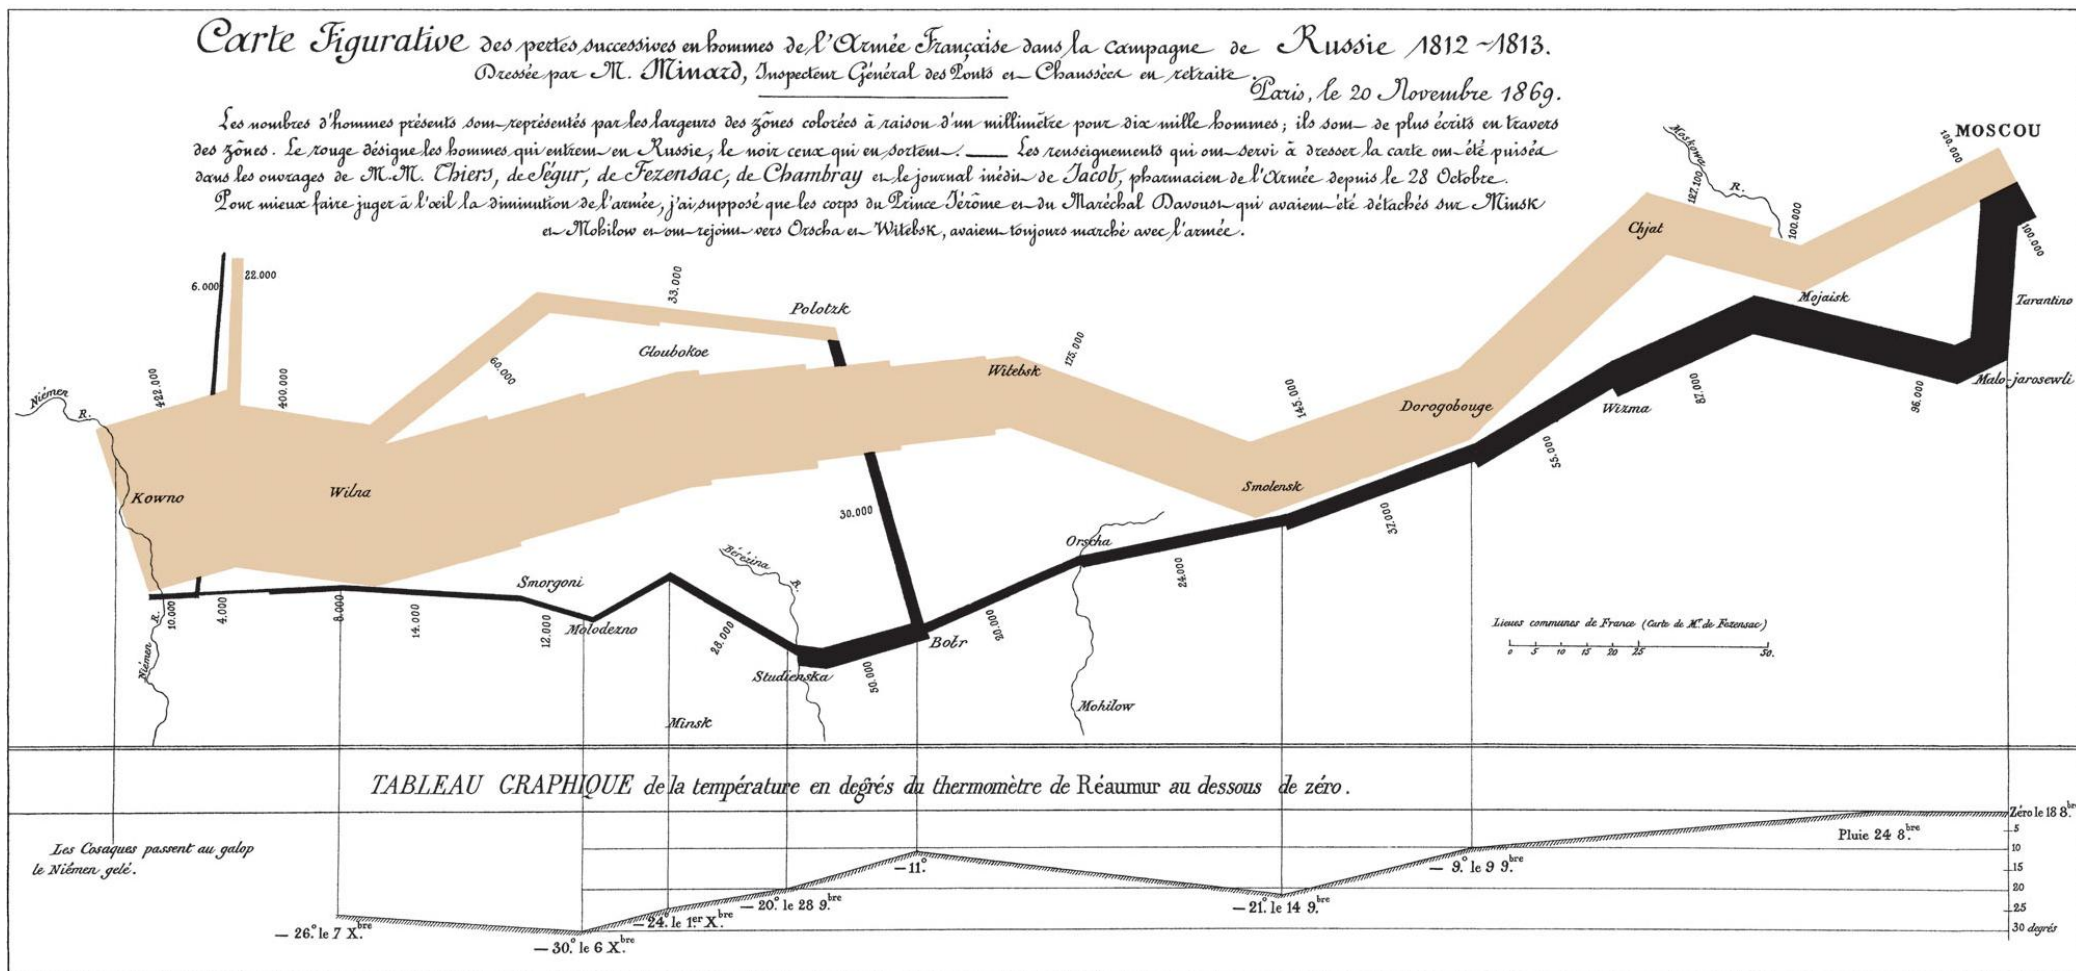 Carte Figurative des pertes successives en hommes de l'Armée Française dans la campagne de Russie 1812~1813.
Dressée par M. Minard, Inspecteur Général des Ponts et Chaussées en retraite.
Paris, le 20 Novembre 1869.
Les nombres d'hommes présents sont représentés par les largeurs des zônes colorées à raison d'un millimètre pour dix mille hommes; ils sont de plus écrits en travers
des zônes. Le rouge désigne les hommes qui entrent en Russie, le noir ceux qui en sortent. ___ Les renseignements qui ont servi à dresser la carte ont été puisés
dans les ouvrages de M.M. Thiers, de Ségur, de Fezensac, de Chambray et le journal inédit de Jacob, pharmacien de l'Armée depuis le 28 Octobre.
Pour mieux faire juger à l'œil la diminution de l'armée, j'ai supposé que les corps du Prince Jérôme et du Maréchal Davoust qui avaient été détachés sur Minsk
et Mohilow et ont rejoint vers Orscha et Witebsk, avaient toujours marché avec l'armée.
MOSCOU
100.000
Moskowa R.
122.100
100.000
Chjat
Mojaisk
100.000
Tarantino
Malo-jarosewli
6.000
22.000
33.000
Polotzk
60.000
Gloubokoe
Niémen R.
422.000
400.000
Witebsk
175.000
145.000
Dorogobouge
Wizma
87.000
96.000
55.000
Kowno
Wilna
Smolensk
37.000
30.000
Orscha
24.000
Bérézina R.
Smorgoni
Niémen R.
10.000
4.000
8.000
14.000
12.000
Molodezno
28.000
Studienska
50.000
Botr
20.000
Minsk
Mohilow
Lieues communes de France (Carte de Mr. de Fezensac)
0 5 10 15 20 25 50.
TABLEAU GRAPHIQUE de la température en degrés du thermomètre de Réaumur au dessous de zéro.
Les Cosaques passent au galop
le Niémen gelé.
Zéro le 18 8.bre
5
10
15
20
25
30 degrés
Pluie 24 8.bre
— 9.° le 9 9.bre
— 21.° le 14 9.bre
— 11.°
— 20.° le 28 9.bre
— 24.° le 1.er X.bre
— 30.° le 6 X.bre
— 26.° le 7 X.bre